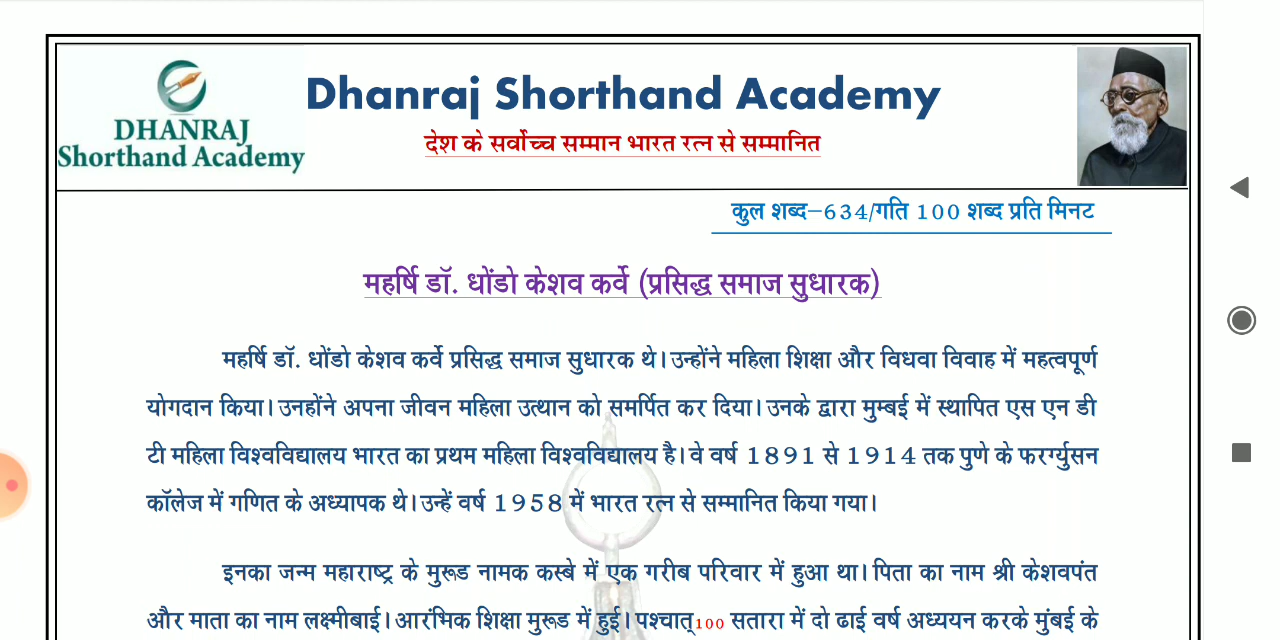 DHANRAJ
Shorthand Academy
Dhanraj Shorthand Academy
देश के सर्वोच्च सम्मान भारत रत्न से सम्मानित
कुल शब्द–634/गति 100 शब्द प्रति मिनट
महर्षि डॉ. धोंडो केशव कर्वे (प्रसिद्ध समाज सुधारक)
महर्षि डॉ. धोंडो केशव कर्वे प्रसिद्ध समाज सुधारक थे। उन्होंने महिला शिक्षा और विधवा विवाह में महत्वपूर्ण
योगदान किया। उनहोंने अपना जीवन महिला उत्थान को समर्पित कर दिया। उनके द्वारा मुम्बई में स्थापित एस एन डी
टी महिला विश्वविद्यालय भारत का प्रथम महिला विश्वविद्यालय है। वे वर्ष 1891 से 1914 तक पुणे के फरर्ग्युसन
कॉलेज में गणित के अध्यापक थे। उन्हें वर्ष 1958 में भारत रत्न से सम्मानित किया गया।
इनका जन्म महाराष्ट्र के मुरूड नामक कस्बे में एक गरीब परिवार में हुआ था। पिता का नाम श्री केशवपंत
और माता का नाम लक्ष्मीबाई। आरंभिक शिक्षा मुरूड में हुई। पश्चात्100 सतारा में दो ढाई वर्ष अध्ययन करके मुंबई के